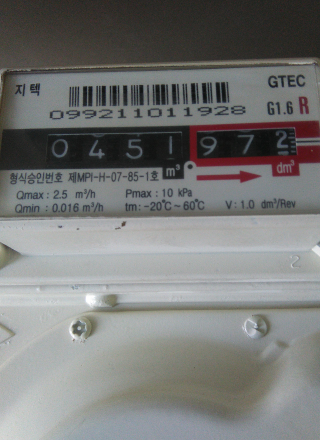 지텍
GTEC
099211011928
G1.6 R
0451 972
m³
dm³
형식승인번호 제MPI-H-07-85-1호
Qmax : 2.5 m³/h Pmax : 10 kPa
Qmin : 0.016 m³/h tm : -20℃~60℃ V : 1.0 dm³/Rev
2